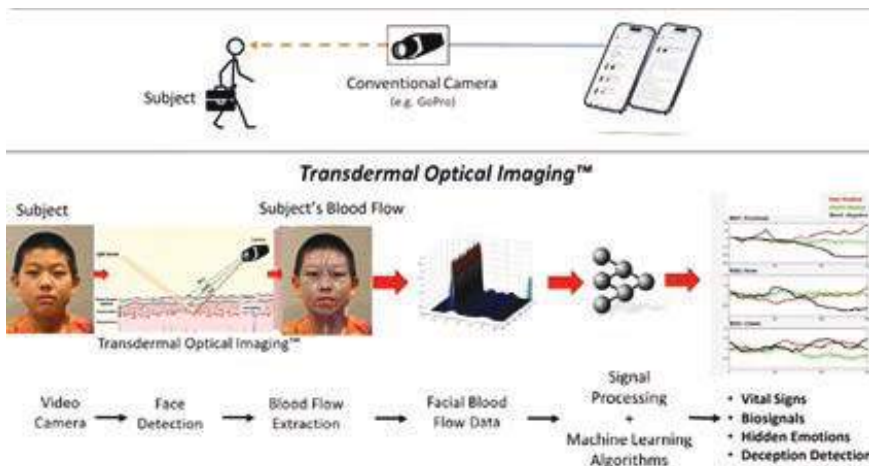 Subject
Conventional Camera
(e.g. GoPro)
Transdermal Optical Imaging™
Subject
Subject's Blood Flow
Transdermal Optical Imaging™
Video
Camera
Face
Detection
Blood Flow
Extraction
Facial Blood
Flow Data
Signal
Processing
+
Machine Learning
Algorithms
• Vital Signs
• Biosignals
• Hidden Emotions
• Deception Detection